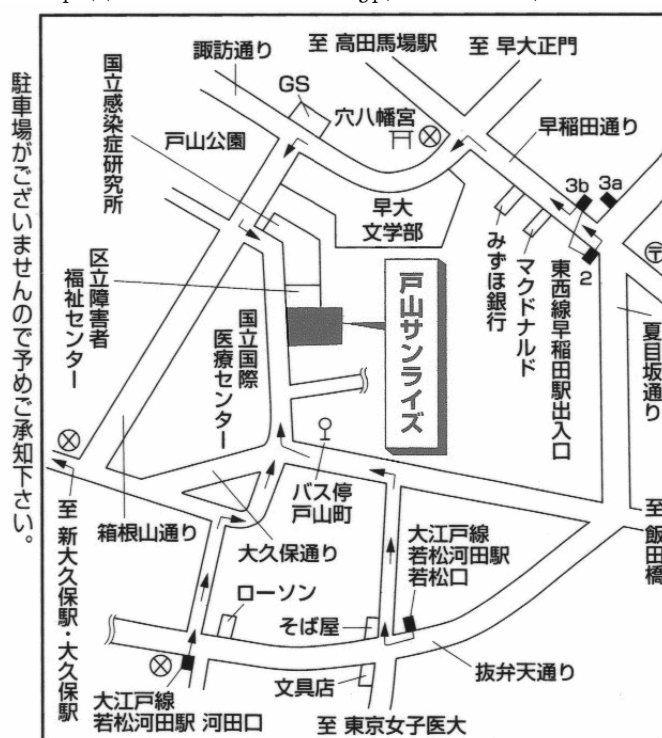 駐車場がございませんので予めご承知下さい。
諏訪通り
至 高田馬場駅
至 早大正門
国立感染症研究所
GS
穴八幡宮
早稲田通り
戸山公園
3b
3a
早大
文学部
みずほ銀行
マクドナルド
2
東西線早稲田駅出入口
夏目坂通り
区立障害者
福祉センター
国立国際
医療センター
戸山サンライズ
バス停
戸山町
至 新大久保駅・大久保駅
箱根山通り
大久保通り
大江戸線
若松河田駅
若松口
至 飯田橋
ローソン
そば屋
抜弁天通り
文具店
大江戸線
若松河田駅 河田口
至 東京女子医大